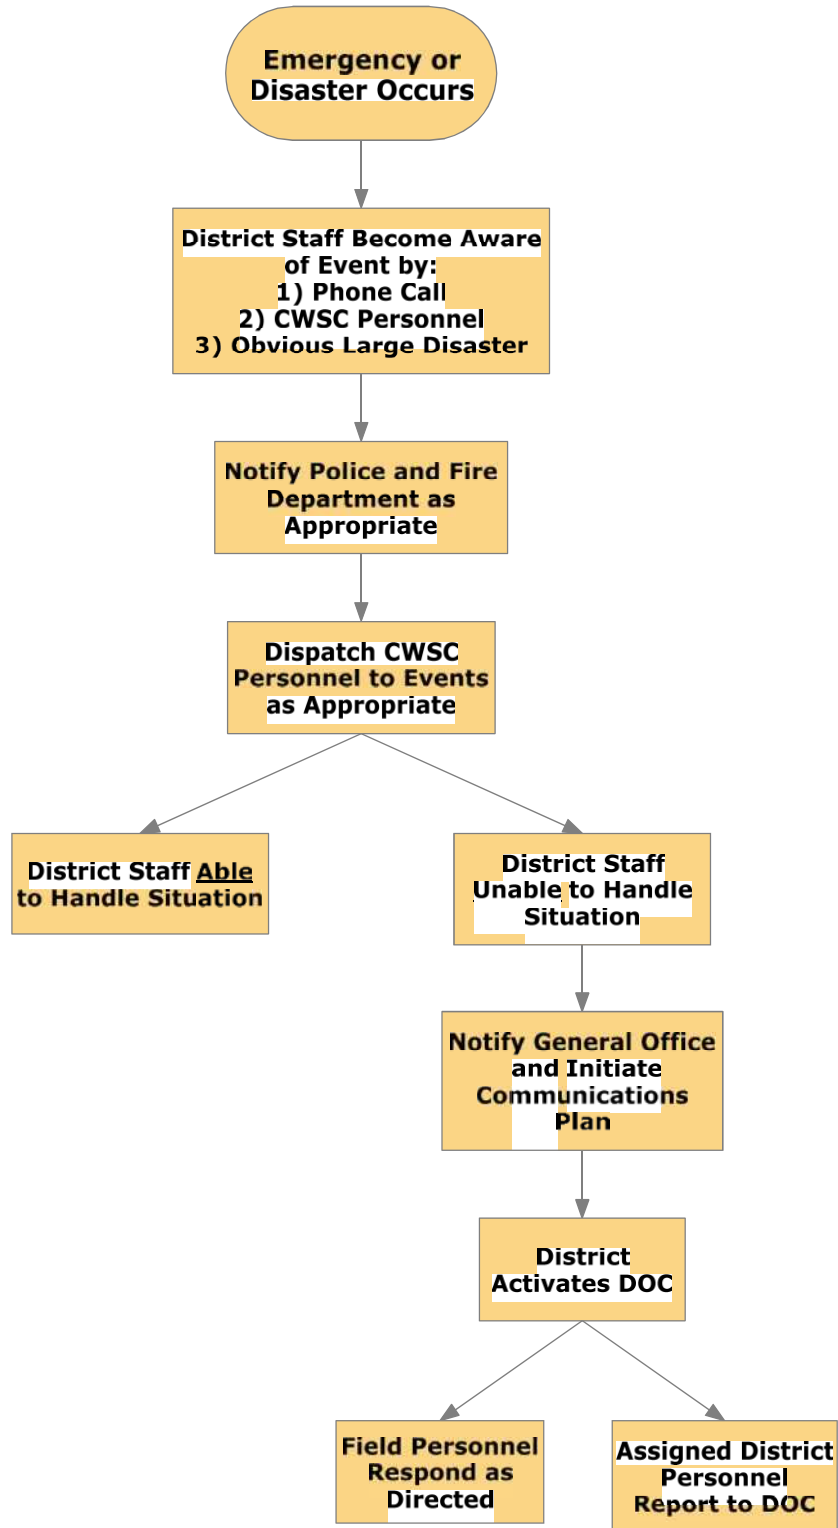 Emergency or
Disaster Occurs
District Staff Become Aware
of Event by:
1) Phone Call
2) CWSC Personnel
3) Obvious Large Disaster
Notify Police and Fire
Department as
Appropriate
Dispatch CWSC
Personnel to Events
as Appropriate
District Staff Able
to Handle Situation
District Staff
Unable to Handle
Situation
Notify General Office
and Initiate
Communications
Plan
District
Activates DOC
Field Personnel
Respond as
Directed
Assigned District
Personnel
Report to DOC